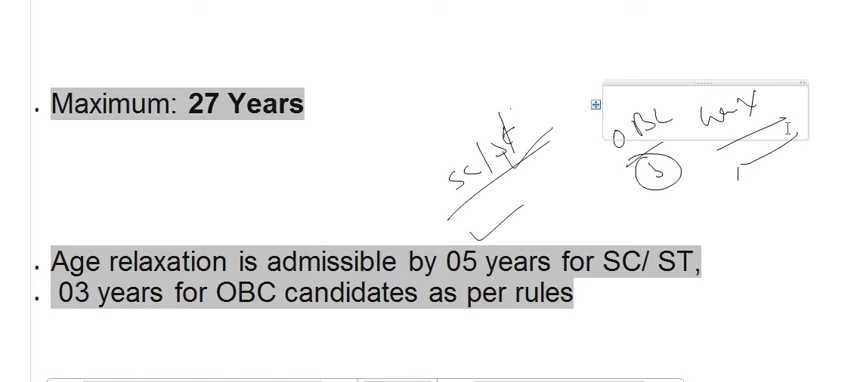 . Maximum: 27 Years
OBC
SC/ST
. Age relaxation is admissible by 05 years for SC/ ST,
. 03 years for OBC candidates as per rules